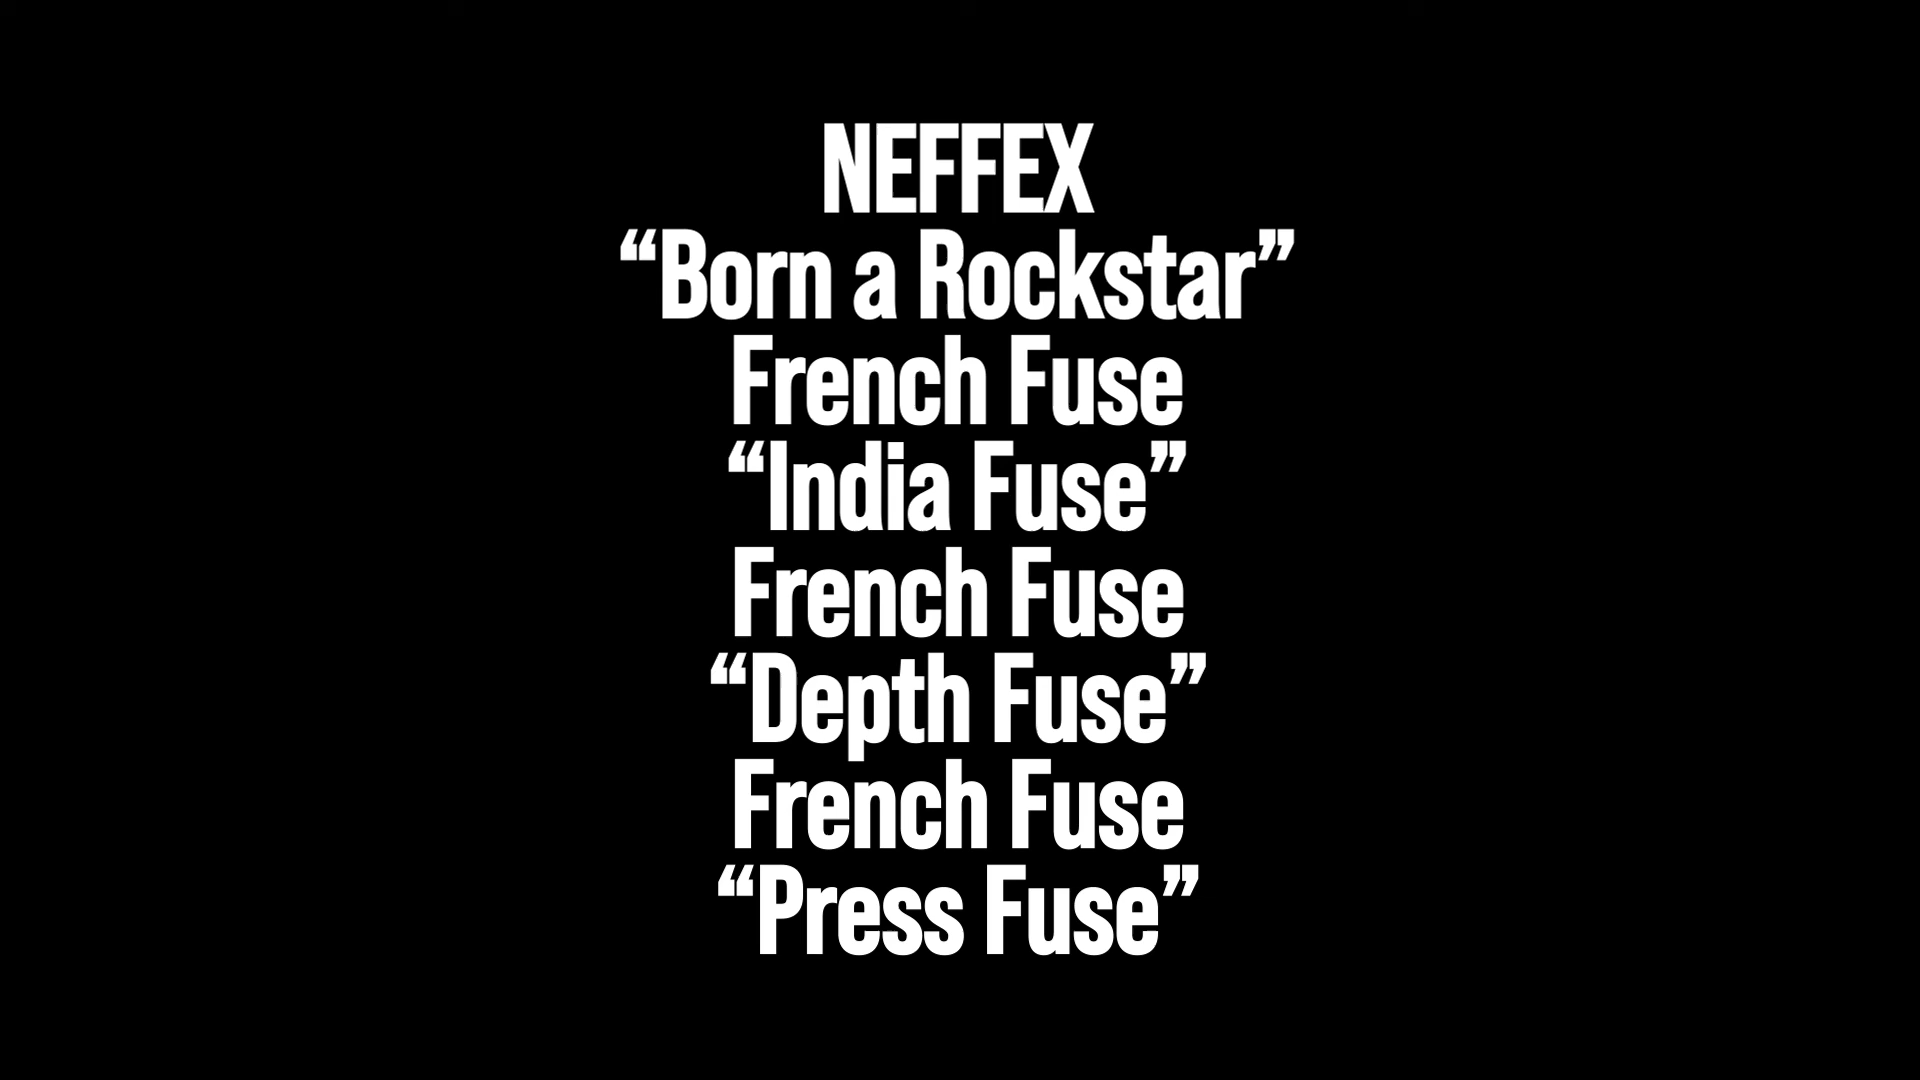 NEFFEX
“Born a Rockstar”
French Fuse
“India Fuse”
French Fuse
“Depth Fuse”
French Fuse
“Press Fuse”